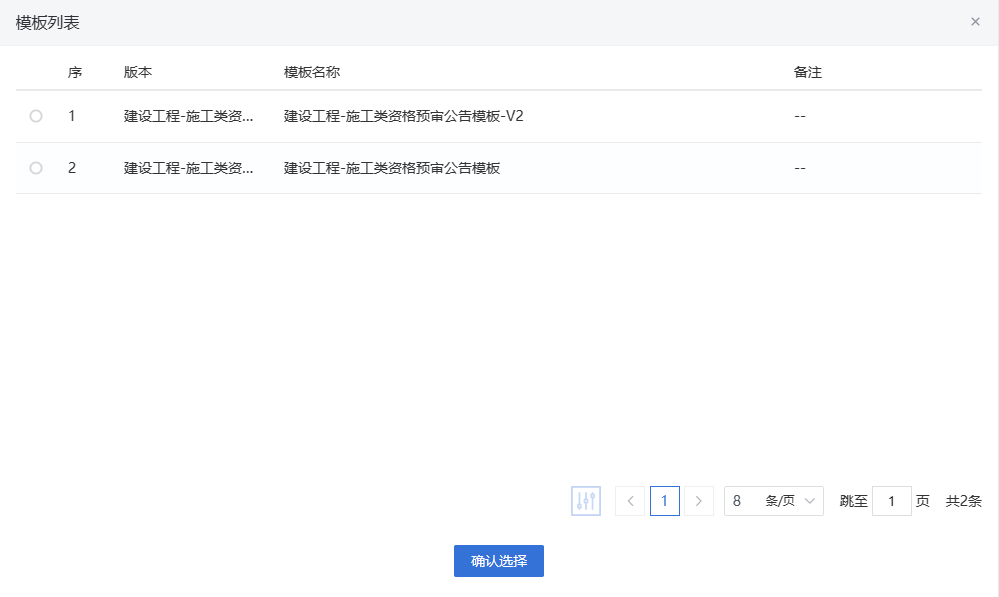 模板列表 ×
序 版本 模板名称 备注
1 建设工程-施工类资... 建设工程-施工类资格预审公告模板-V2 --
2 建设工程-施工类资... 建设工程-施工类资格预审公告模板 --
1 8 条/页 跳至 1 页 共2条
确认选择